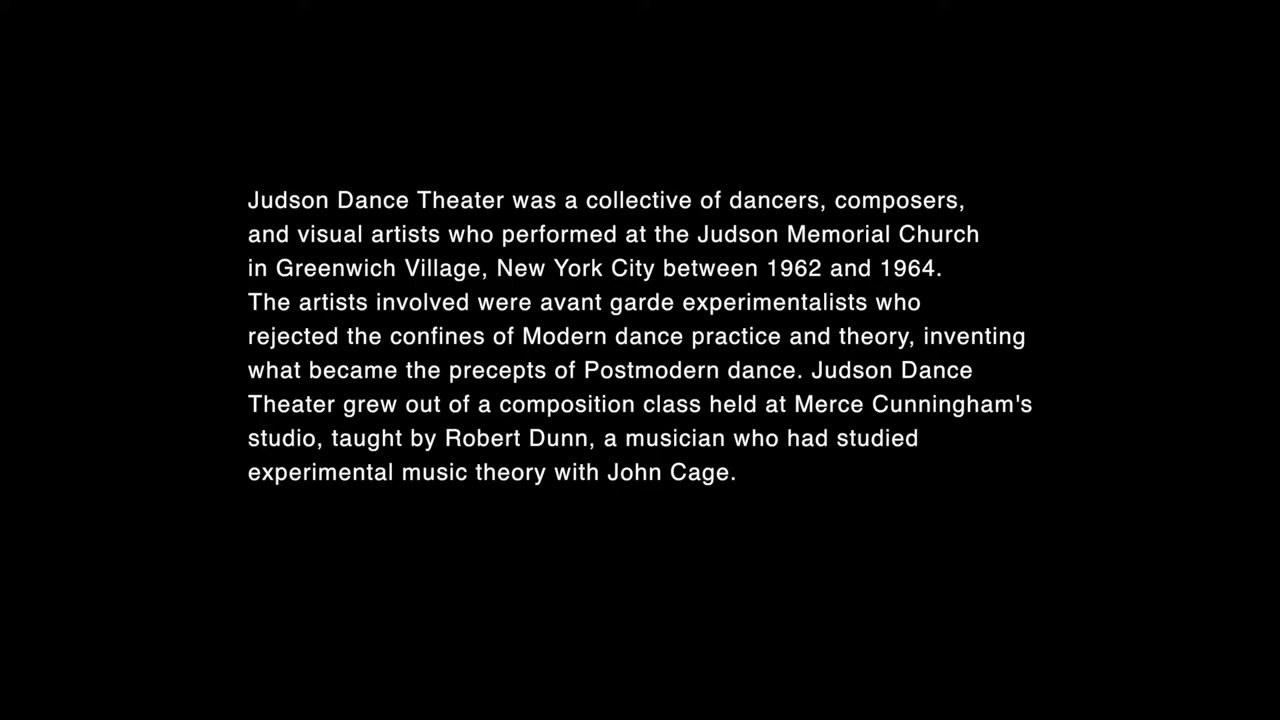 Judson Dance Theater was a collective of dancers, composers,
and visual artists who performed at the Judson Memorial Church
in Greenwich Village, New York City between 1962 and 1964.
The artists involved were avant garde experimentalists who
rejected the confines of Modern dance practice and theory, inventing
what became the precepts of Postmodern dance. Judson Dance
Theater grew out of a composition class held at Merce Cunningham's
studio, taught by Robert Dunn, a musician who had studied
experimental music theory with John Cage.